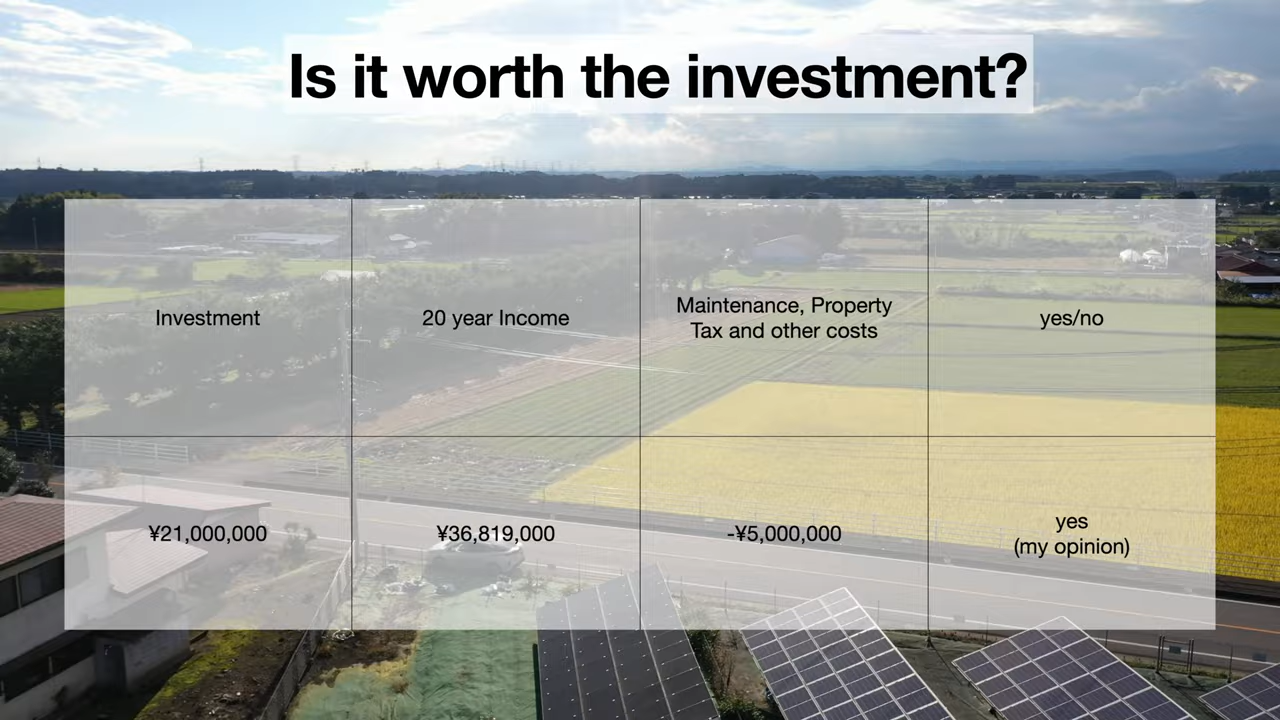 Is it worth the investment?
Investment
20 year Income
Maintenance, Property
Tax and other costs
yes/no
¥21,000,000
¥36,819,000
-¥5,000,000
yes
(my opinion)